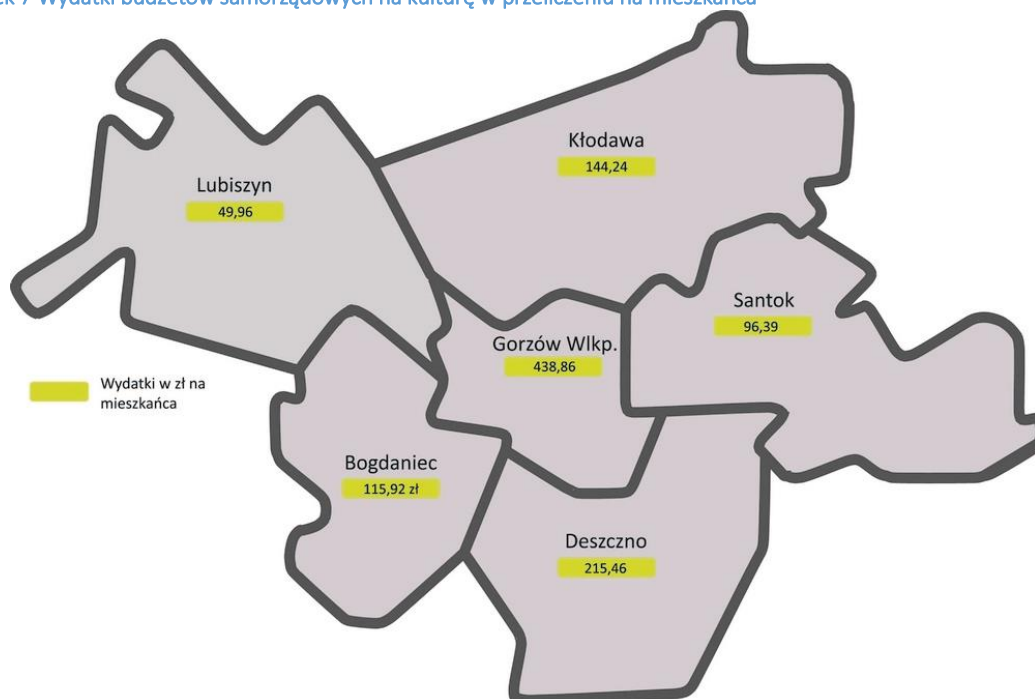 7 Wydatki budżetów samorządowych na kulturę w przeliczeniu na mieszkańca
Kłodawa
144,24
Lubiszyn
49,96
Santok
96,39
Gorzów Wlkp.
438,86
Wydatki w zł na
mieszkańca
Bogdaniec
115,92 zł
Deszczno
215,46